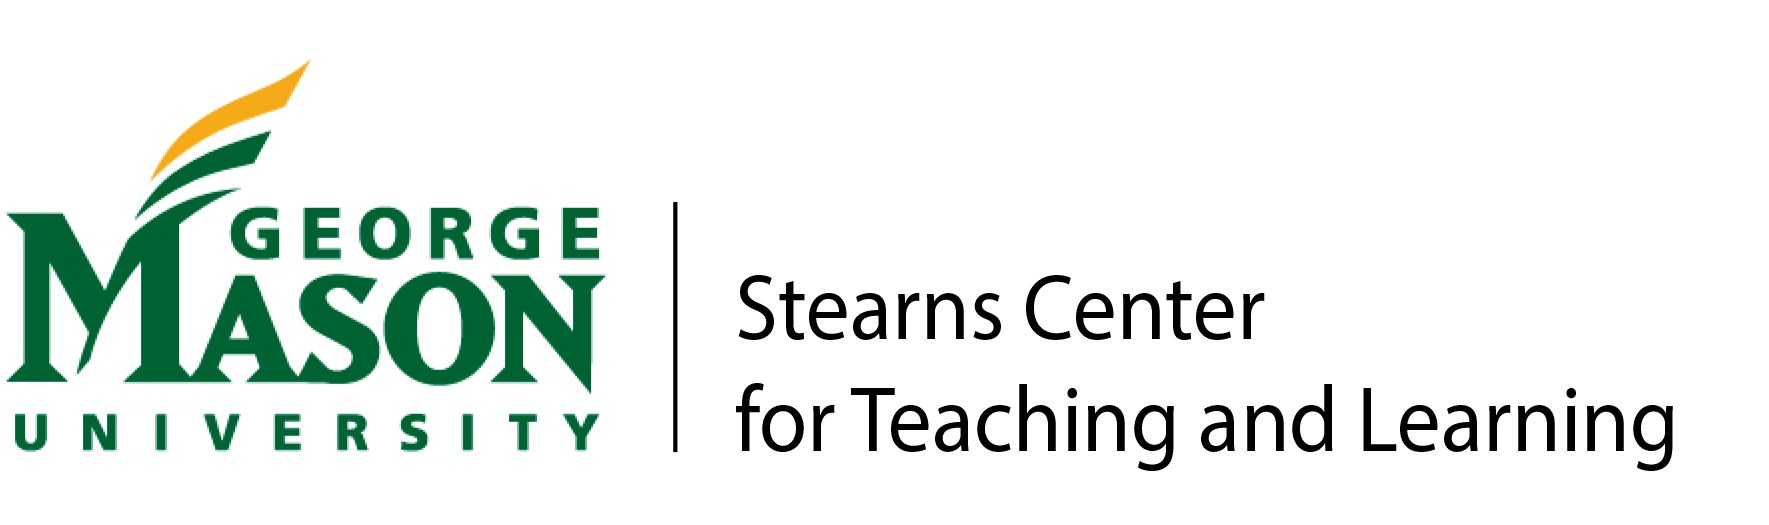 GEORGE
MASON
UNIVERSITY
Stearns Center
for Teaching and Learning